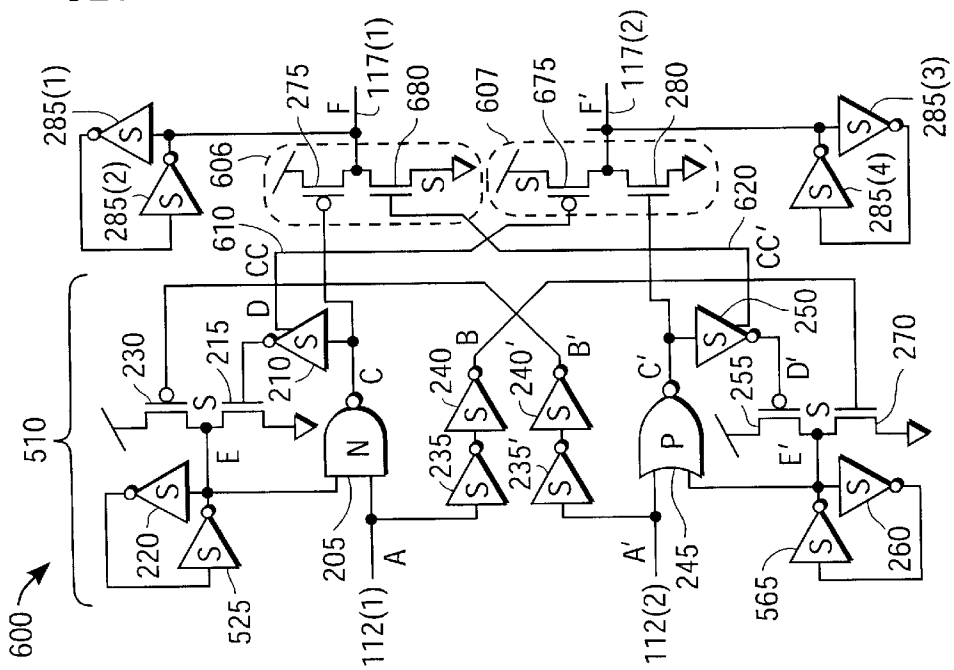 600
510
230
S
215
E
220
S
S
525
D
CC
610
S
210
C
N
205
A
112(1)
235
S
240
S
B
235'
S
240'
S
B'
285(1)
S
285(2)
S
606
275
F
117(1)
680
S
607
S
675
F'
117(2)
280
620
CC'
112(2)
A'
245
P
C'
S
250
D'
255
S
270
E'
565
S
S
260
285(4)
S
S
285(3)